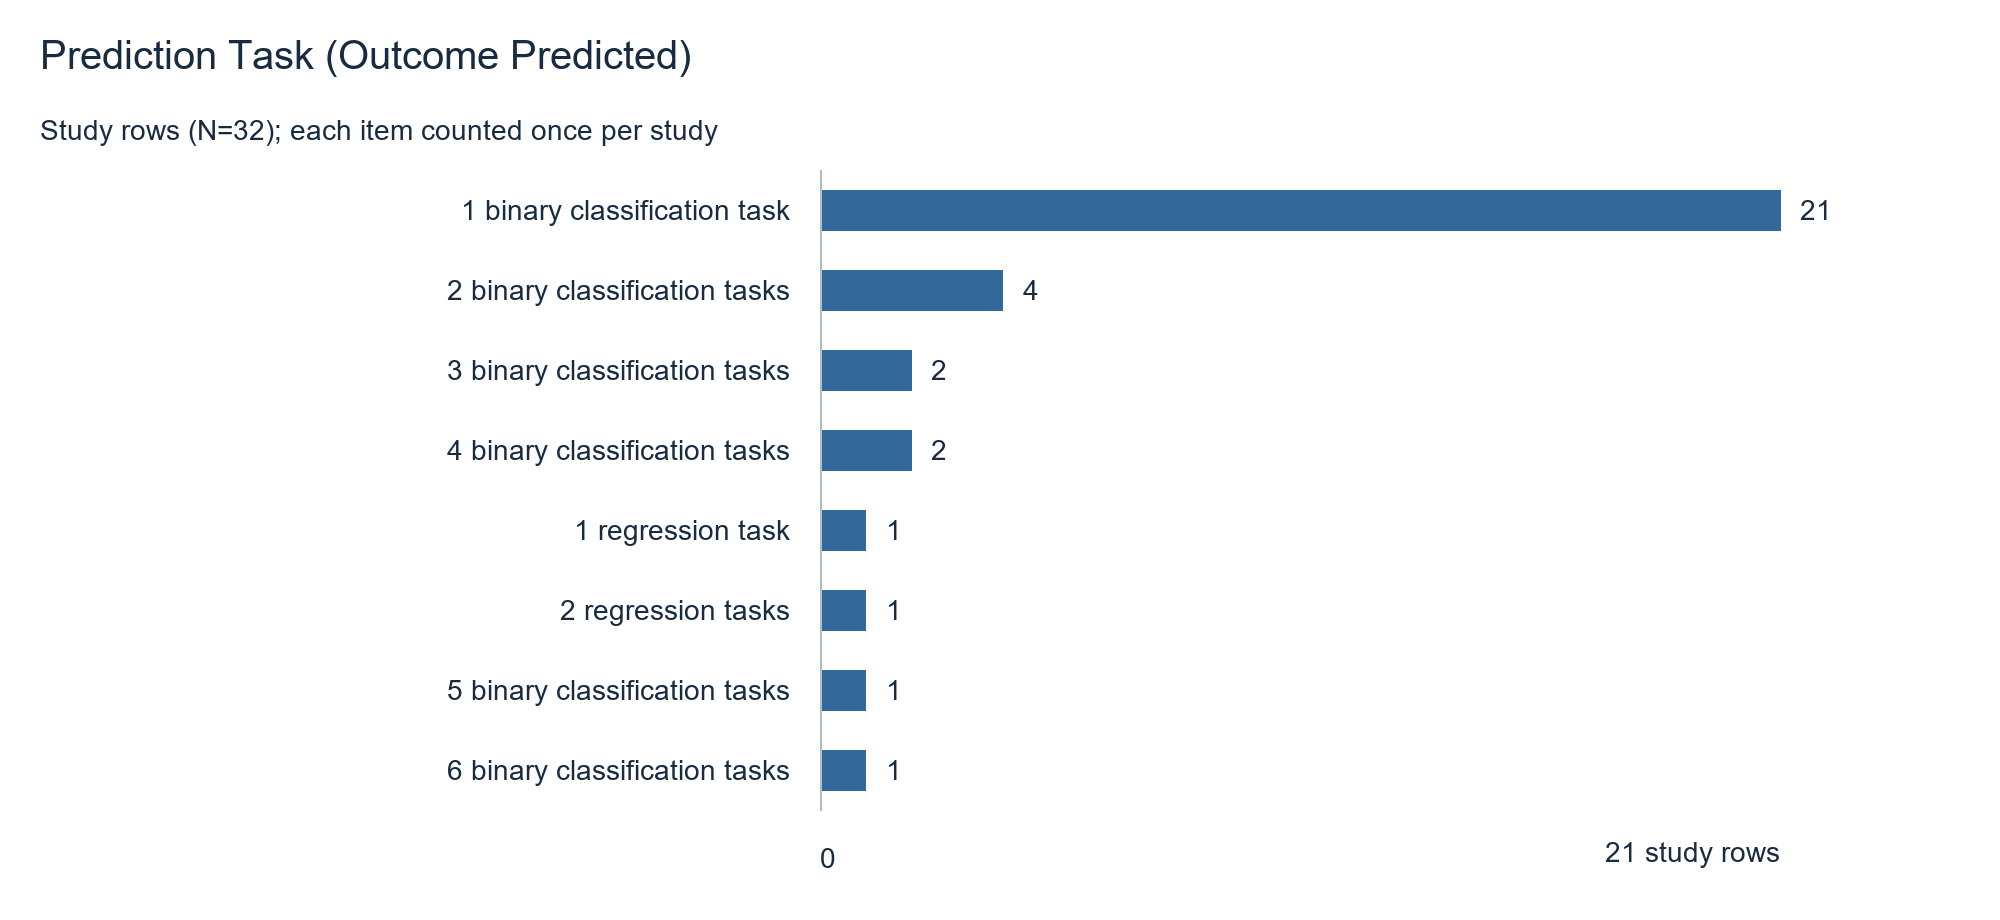 Prediction Task (Outcome Predicted)
Study rows (N=32); each item counted once per study
1 binary classification task 21
2 binary classification tasks 4
3 binary classification tasks 2
4 binary classification tasks 2
1 regression task 1
2 regression tasks 1
5 binary classification tasks 1
6 binary classification tasks 1
0 21 study rows